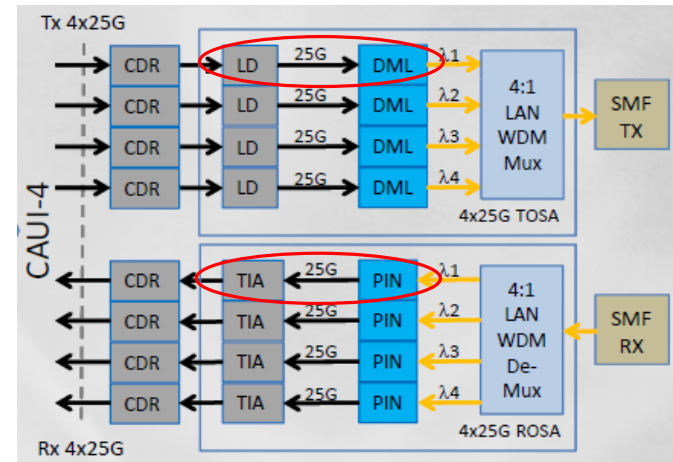 Tx 4x25G
CDR LD 25G DML λ1
CDR LD 25G DML λ2
CDR LD 25G DML λ3
CDR LD 25G DML λ4
4:1
LAN
WDM
Mux
SMF
TX
4x25G TOSA
CAUI-4
CDR TIA 25G PIN λ1
CDR TIA 25G PIN λ2
CDR TIA 25G PIN λ3
CDR TIA 25G PIN λ4
4:1
LAN
WDM
De-
Mux
SMF
RX
4x25G ROSA
Rx 4x25G